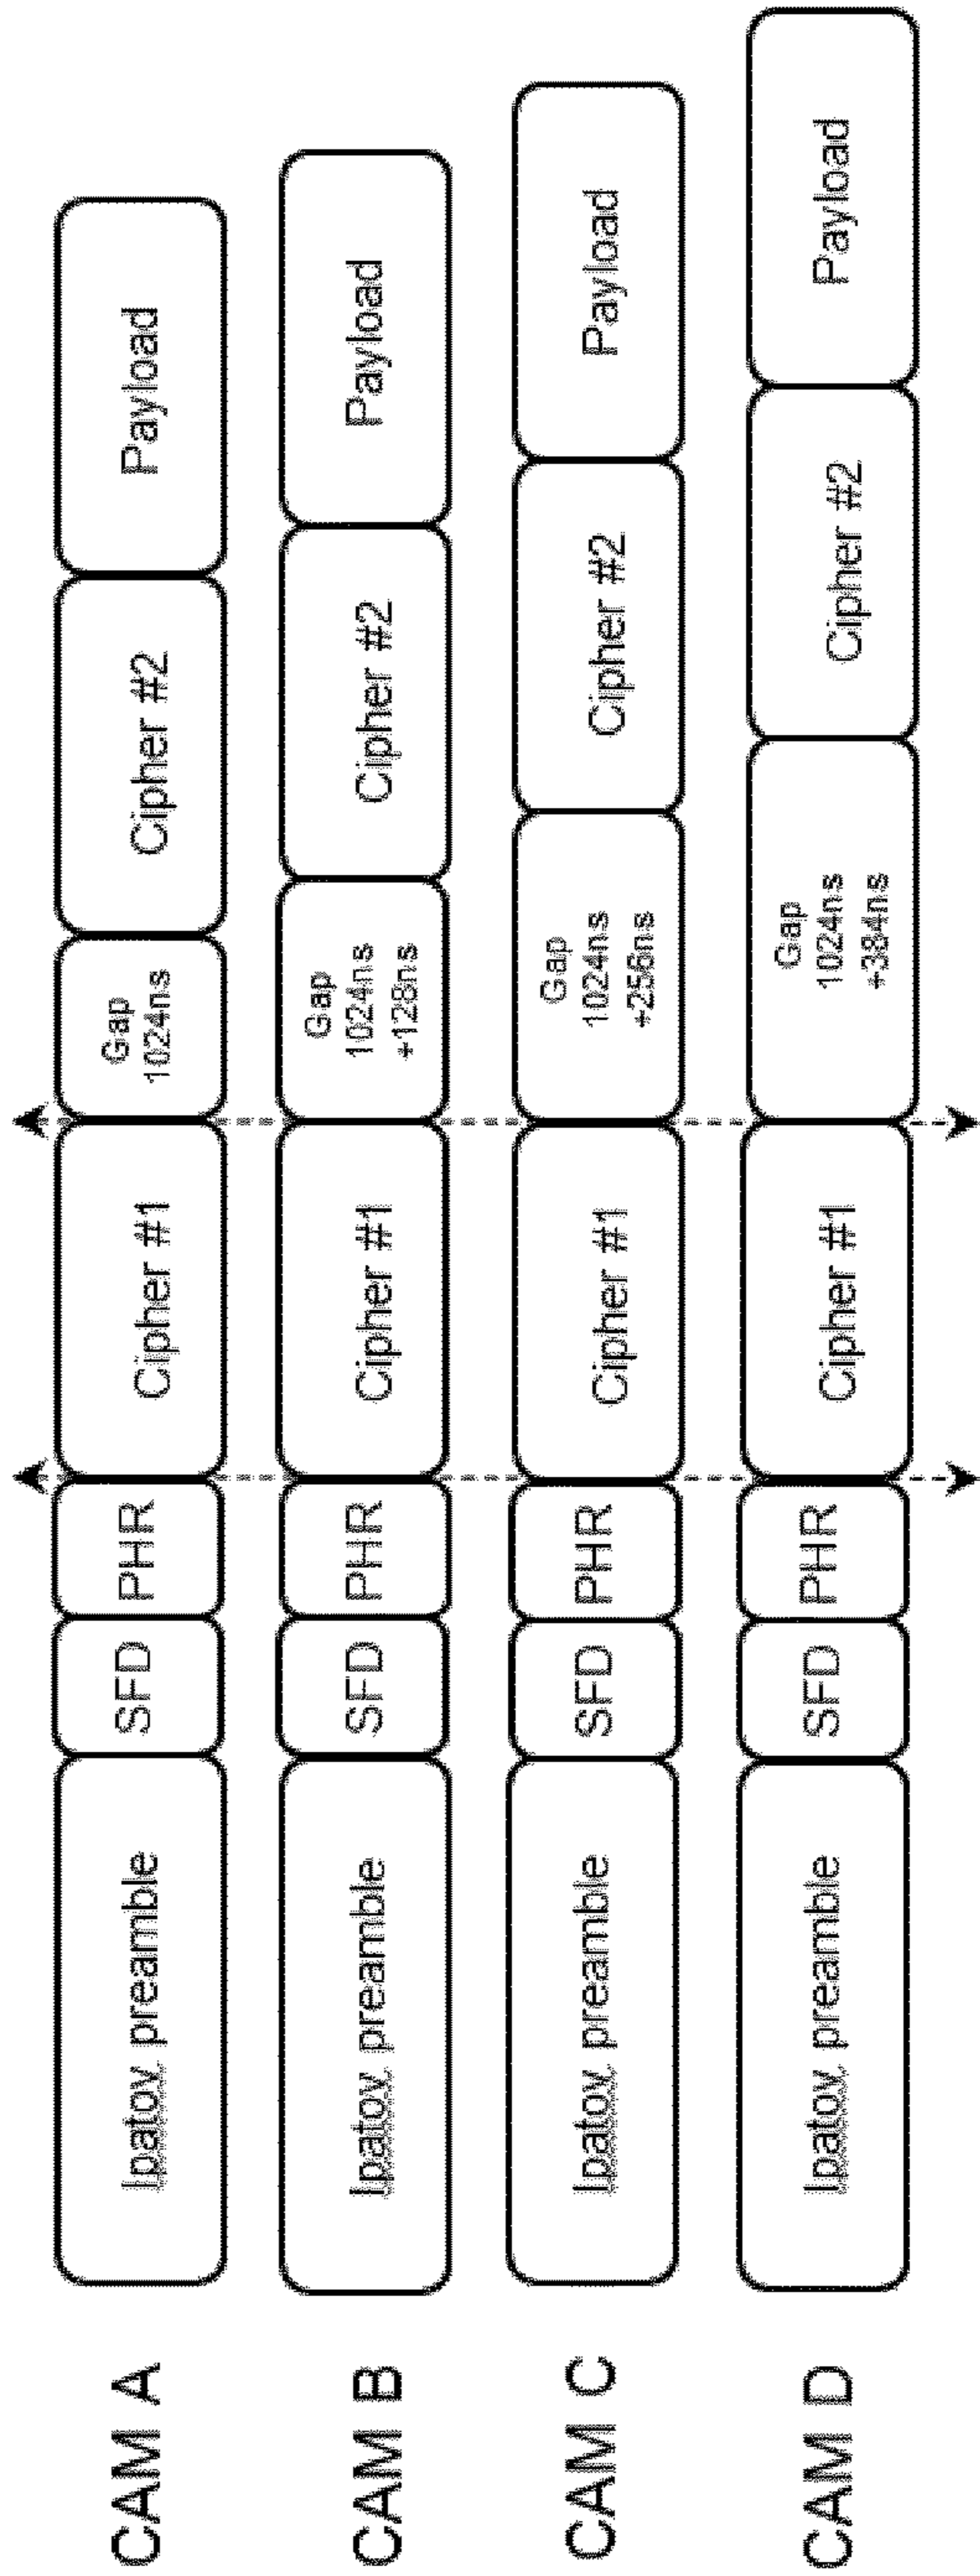 CAM A
Ipatov preamble
SFD
PHR
Cipher #1
Gap
1024ns
Cipher #2
Payload
CAM B
Ipatov preamble
SFD
PHR
Cipher #1
Gap
1024ns
+128ns
Cipher #2
Payload
CAM C
Ipatov preamble
SFD
PHR
Cipher #1
Gap
1024ns
+256ns
Cipher #2
Payload
CAM D
Ipatov preamble
SFD
PHR
Cipher #1
Gap
1024ns
+384ns
Cipher #2
Payload